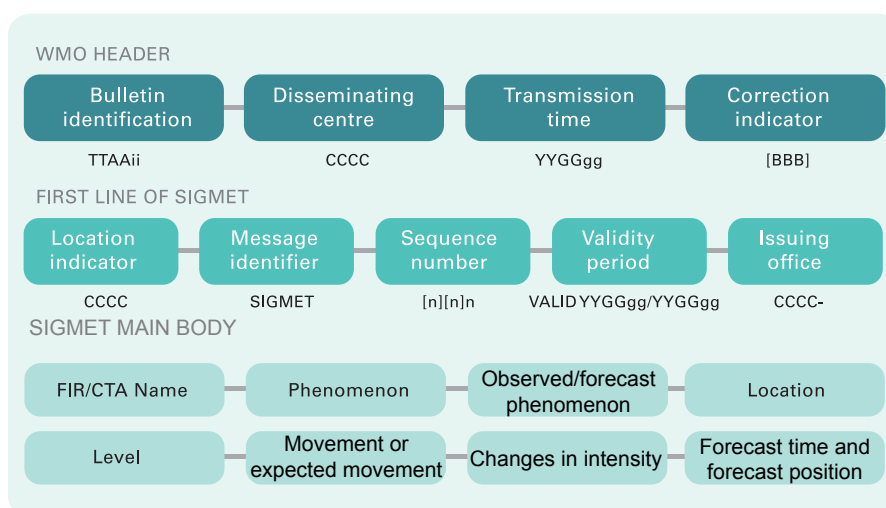 WMO HEADER
Bulletin
identification
Disseminating
centre
Transmission
time
Correction
indicator
TTAAii
CCCC
YYGGgg
[BBB]
FIRST LINE OF SIGMET
Location
indicator
Message
identifier
Sequence
number
Validity
period
Issuing
office
CCCC
SIGMET
[n][n]n
VALID YYGGgg/YYGGgg
CCCC-
SIGMET MAIN BODY
FIR/CTA Name
Phenomenon
Observed/forecast
phenomenon
Location
Level
Movement or
expected movement
Changes in intensity
Forecast time and
forecast position